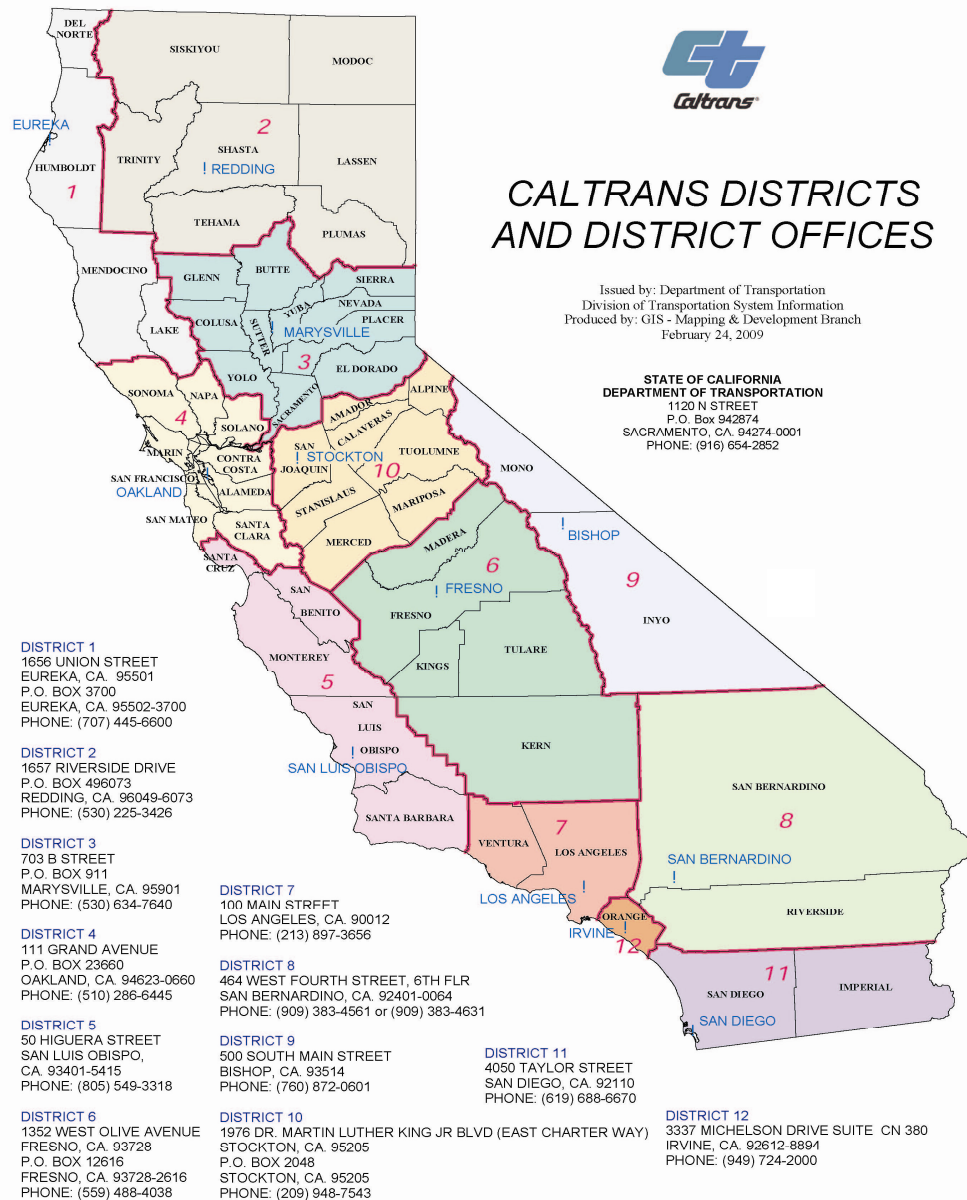 Caltrans
CALTRANS DISTRICTS
AND DISTRICT OFFICES
Issued by: Department of Transportation
Division of Transportation System Information
Produced by: GIS - Mapping & Development Branch
February 24, 2009
STATE OF CALIFORNIA
DEPARTMENT OF TRANSPORTATION
1120 N STREET
P.O. Box 942874
SACRAMENTO, CA. 94274-0001
PHONE: (916) 654-2852
DEL
NORTE
SISKIYOU
MODOC
EUREKA
!
HUMBOLDT
1
TRINITY
2
SHASTA
! REDDING
LASSEN
TEHAMA
PLUMAS
MENDOCINO
LAKE
GLENN
BUTTE
SIERRA
COLUSA
SUTTER
YUBA
NEVADA
PLACER
! MARYSVILLE
3
YOLO
SACRAMENTO
EL DORADO
SONOMA
NAPA
4
SOLANO
MARIN
CONTRA
COSTA
SAN FRANCISCO
OAKLAND
ALAMEDA
SAN MATEO
SANTA
CLARA
ALPINE
AMADOR
CALAVERAS
SAN
JOAQUIN
! STOCKTON
10
TUOLUMNE
STANISLAUS
MARIPOSA
MERCED
MONO
! BISHOP
9
INYO
MADERA
6
! FRESNO
FRESNO
KINGS
TULARE
KERN
SANTA
CRUZ
SAN
BENITO
MONTEREY
5
SAN
LUIS
OBISPO
!
SAN LUIS OBISPO
SANTA BARBARA
VENTURA
7
LOS ANGELES
!
LOS ANGELES
SAN BERNARDINO
8
SAN BERNARDINO
!
RIVERSIDE
ORANGE
!
IRVINE
12
11
SAN DIEGO
IMPERIAL
! SAN DIEGO
DISTRICT 1
1656 UNION STREET
EUREKA, CA. 95501
P.O. BOX 3700
EUREKA, CA. 95502-3700
PHONE: (707) 445-6600
DISTRICT 2
1657 RIVERSIDE DRIVE
P.O. BOX 496073
REDDING, CA. 96049-6073
PHONE: (530) 225-3426
DISTRICT 3
703 B STREET
P.O. BOX 911
MARYSVILLE, CA. 95901
PHONE: (530) 634-7640
DISTRICT 4
111 GRAND AVENUE
P.O. BOX 23660
OAKLAND, CA. 94623-0660
PHONE: (510) 286-6445
DISTRICT 5
50 HIGUERA STREET
SAN LUIS OBISPO,
CA. 93401-5415
PHONE: (805) 549-3318
DISTRICT 6
1352 WEST OLIVE AVENUE
FRESNO, CA. 93728
P.O. BOX 12616
FRESNO, CA. 93728-2616
PHONE: (559) 488-4038
DISTRICT 7
100 MAIN STREET
LOS ANGELES, CA. 90012
PHONE: (213) 897-3656
DISTRICT 8
464 WEST FOURTH STREET, 6TH FLR
SAN BERNARDINO, CA. 92401-0064
PHONE: (909) 383-4561 or (909) 383-4631
DISTRICT 9
500 SOUTH MAIN STREET
BISHOP, CA. 93514
PHONE: (760) 872-0601
DISTRICT 10
1976 DR. MARTIN LUTHER KING JR BLVD (EAST CHARTER WAY)
STOCKTON, CA. 95205
P.O. BOX 2048
STOCKTON, CA. 95205
PHONE: (209) 948-7543
DISTRICT 11
4050 TAYLOR STREET
SAN DIEGO, CA. 92110
PHONE: (619) 688-6670
DISTRICT 12
3337 MICHELSON DRIVE SUITE CN 380
IRVINE, CA. 92612-8894
PHONE: (949) 724-2000